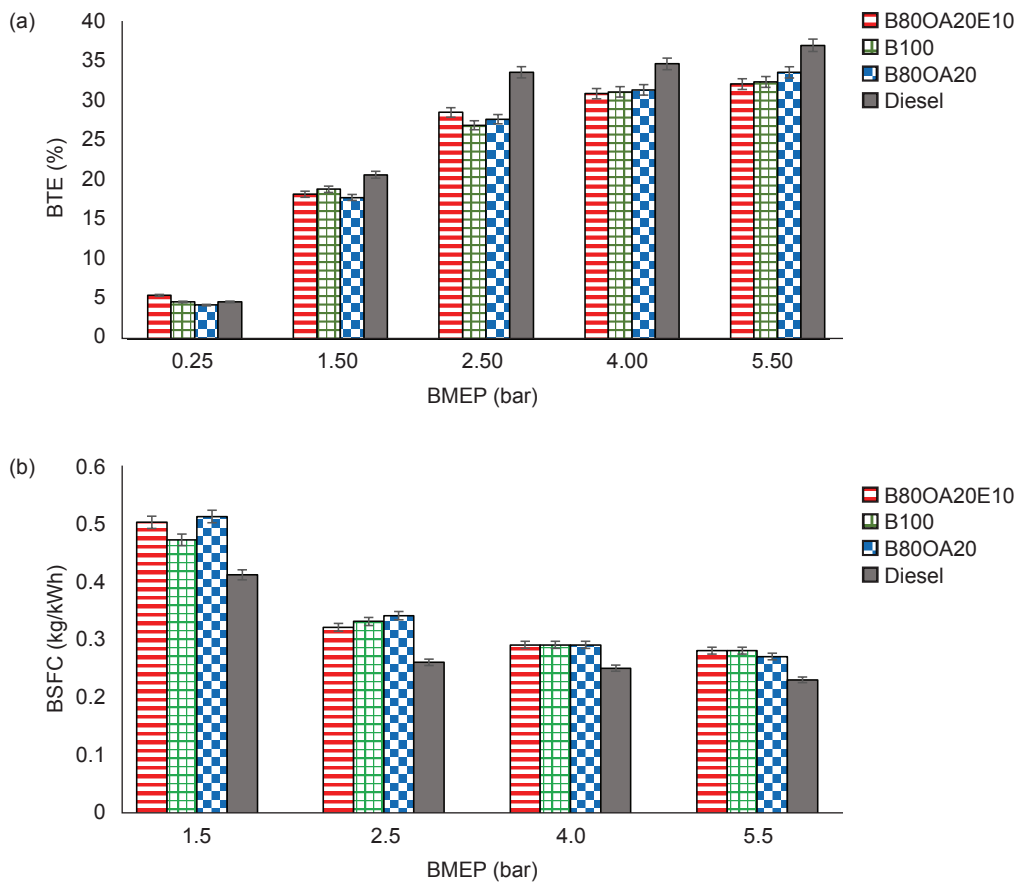 (a)
BTE (%)
40
35
30
25
20
15
10
5
0
0.25 1.50 2.50 4.00 5.50
BMEP (bar)
B80OA20E10
B100
B80OA20
Diesel
(b)
BSFC (kg/kWh)
0.6
0.5
0.4
0.3
0.2
0.1
0
1.5 2.5 4.0 5.5
BMEP (bar)
B80OA20E10
B100
B80OA20
Diesel